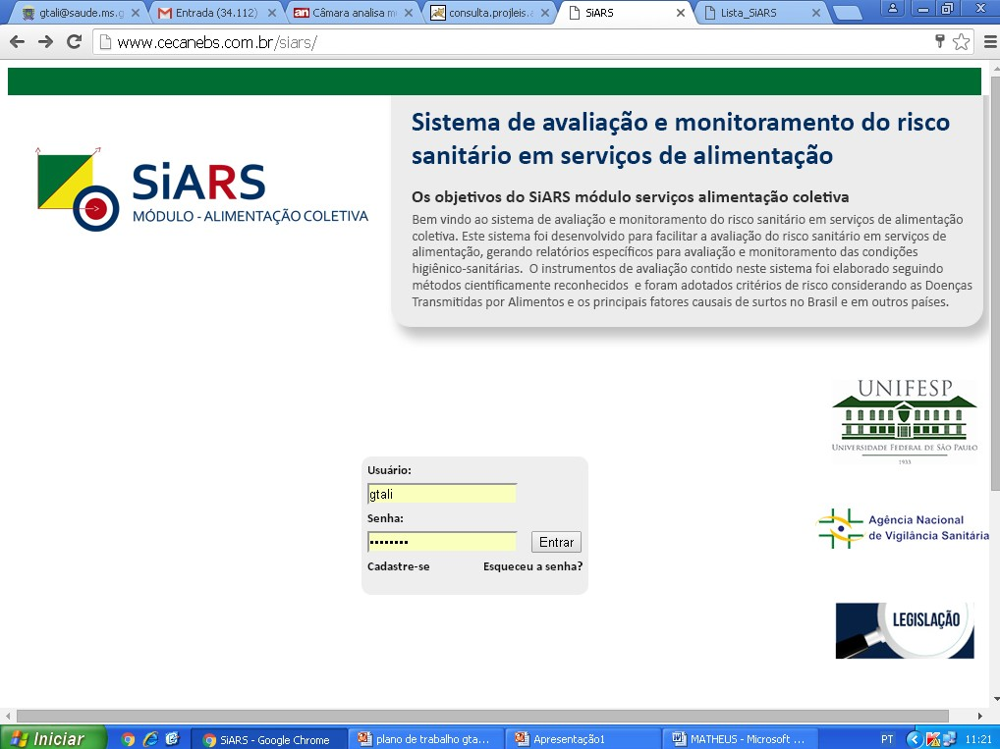 gtali@saude.ms.g
Entrada (34.112)
Câmara analisa mu
consulta.projleis.a
SiARS
Lista_SiARS
www.cecanebs.com.br/siars/
SiARS
MÓDULO - ALIMENTAÇÃO COLETIVA
Sistema de avaliação e monitoramento do risco
sanitário em serviços de alimentação
Os objetivos do SiARS módulo serviços alimentação coletiva
Bem vindo ao sistema de avaliação e monitoramento do risco sanitário em serviços de alimentação
coletiva. Este sistema foi desenvolvido para facilitar a avaliação do risco sanitário em serviços de
alimentação, gerando relatórios específicos para avaliação e monitoramento das condições
higiênico-sanitárias. O instrumentos de avaliação contido neste sistema foi elaborado seguindo
métodos cientificamente reconhecidos e foram adotados critérios de risco considerando as Doenças
Transmitidas por Alimentos e os principais fatores causais de surtos no Brasil e em outros países.
UNIFESP
UNIVERSIDADE FEDERAL DE SÃO PAULO
1933
Usuário:
gtali
Senha:
••••••••
Entrar
Cadastre-se
Esqueceu a senha?
Agência Nacional
de Vigilância Sanitária
LEGISLAÇÃO
Iniciar
SiARS - Google Chrome
plano de trabalho gta...
Apresentação1
MATHEUS - Microsoft ...
PT
11:21